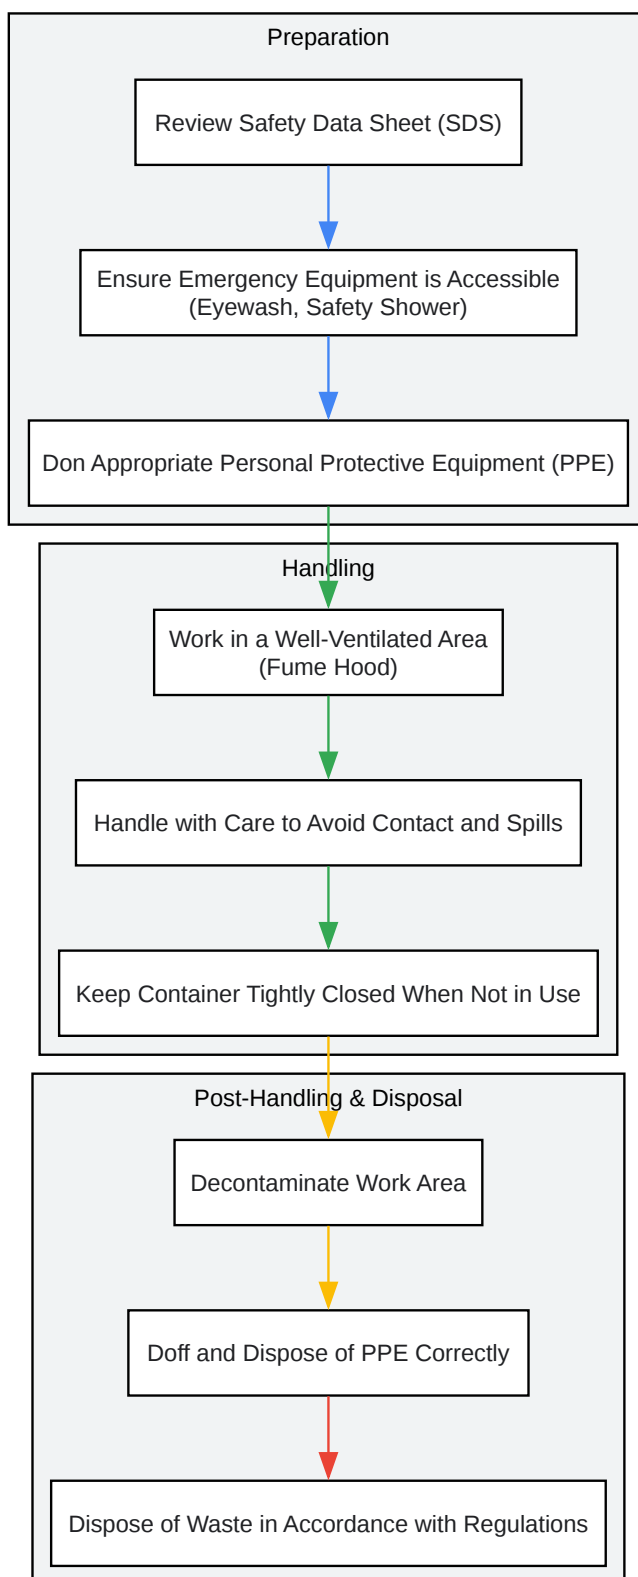 Preparation
Review Safety Data Sheet (SDS)
Ensure Emergency Equipment is Accessible
(Eyewash, Safety Shower)
Don Appropriate Personal Protective Equipment (PPE)
Handling
Work in a Well-Ventilated Area
(Fume Hood)
Handle with Care to Avoid Contact and Spills
Keep Container Tightly Closed When Not in Use
Post-Handling & Disposal
Decontaminate Work Area
Doff and Dispose of PPE Correctly
Dispose of Waste in Accordance with Regulations